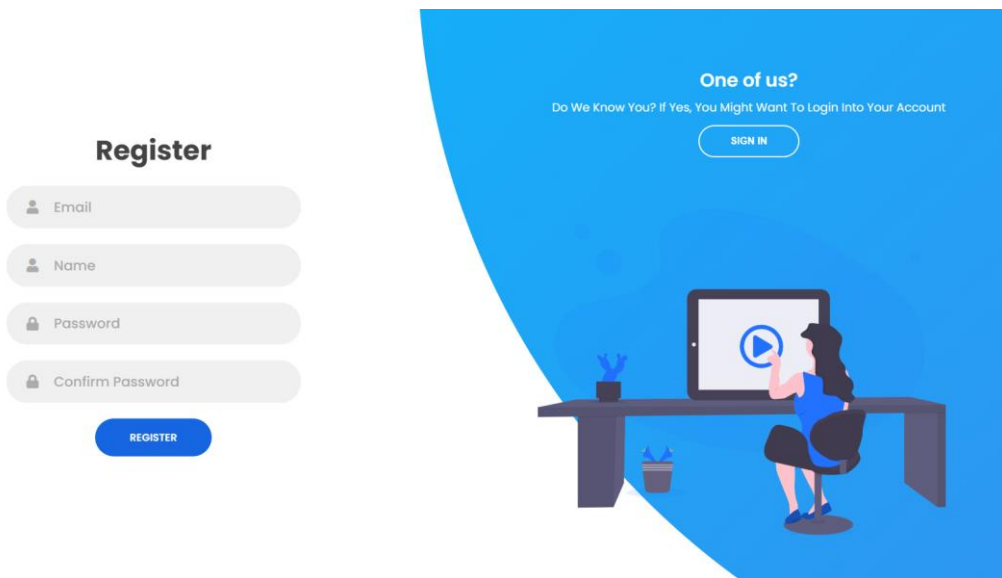 Register
Email
Name
Password
Confirm Password
REGISTER
One of us?
Do We Know You? If Yes, You Might Want To Login Into Your Account
SIGN IN